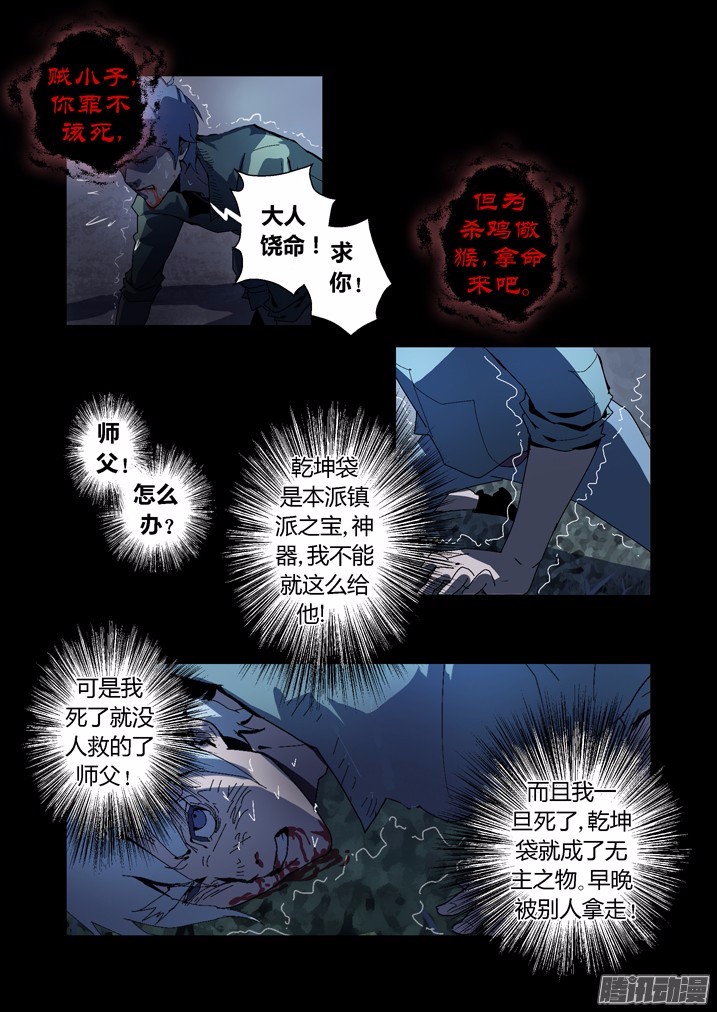 贼小子，
你罪不
该死，
大人
饶命！
求
你！
但为
杀鸡儆
猴，拿命
来吧。
师
父！
怎么
办？
乾坤袋
是本派镇
派之宝，神
器，我不能
就这么给
他！
可是我
死了就没
人救的了
师父！
而且我一
旦死了，乾坤
袋就成了无
主之物。早晚
被别人拿走！
腾讯动漫